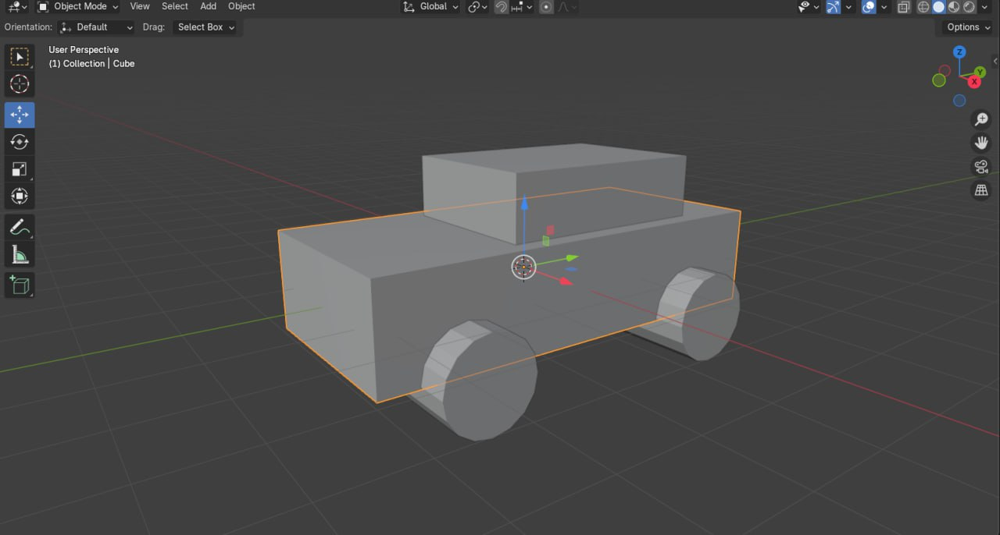 Object Mode View Select Add Object Global
Orientation: Default Drag: Select Box Options
User Perspective
(1) Collection | Cube
Z
Y
X